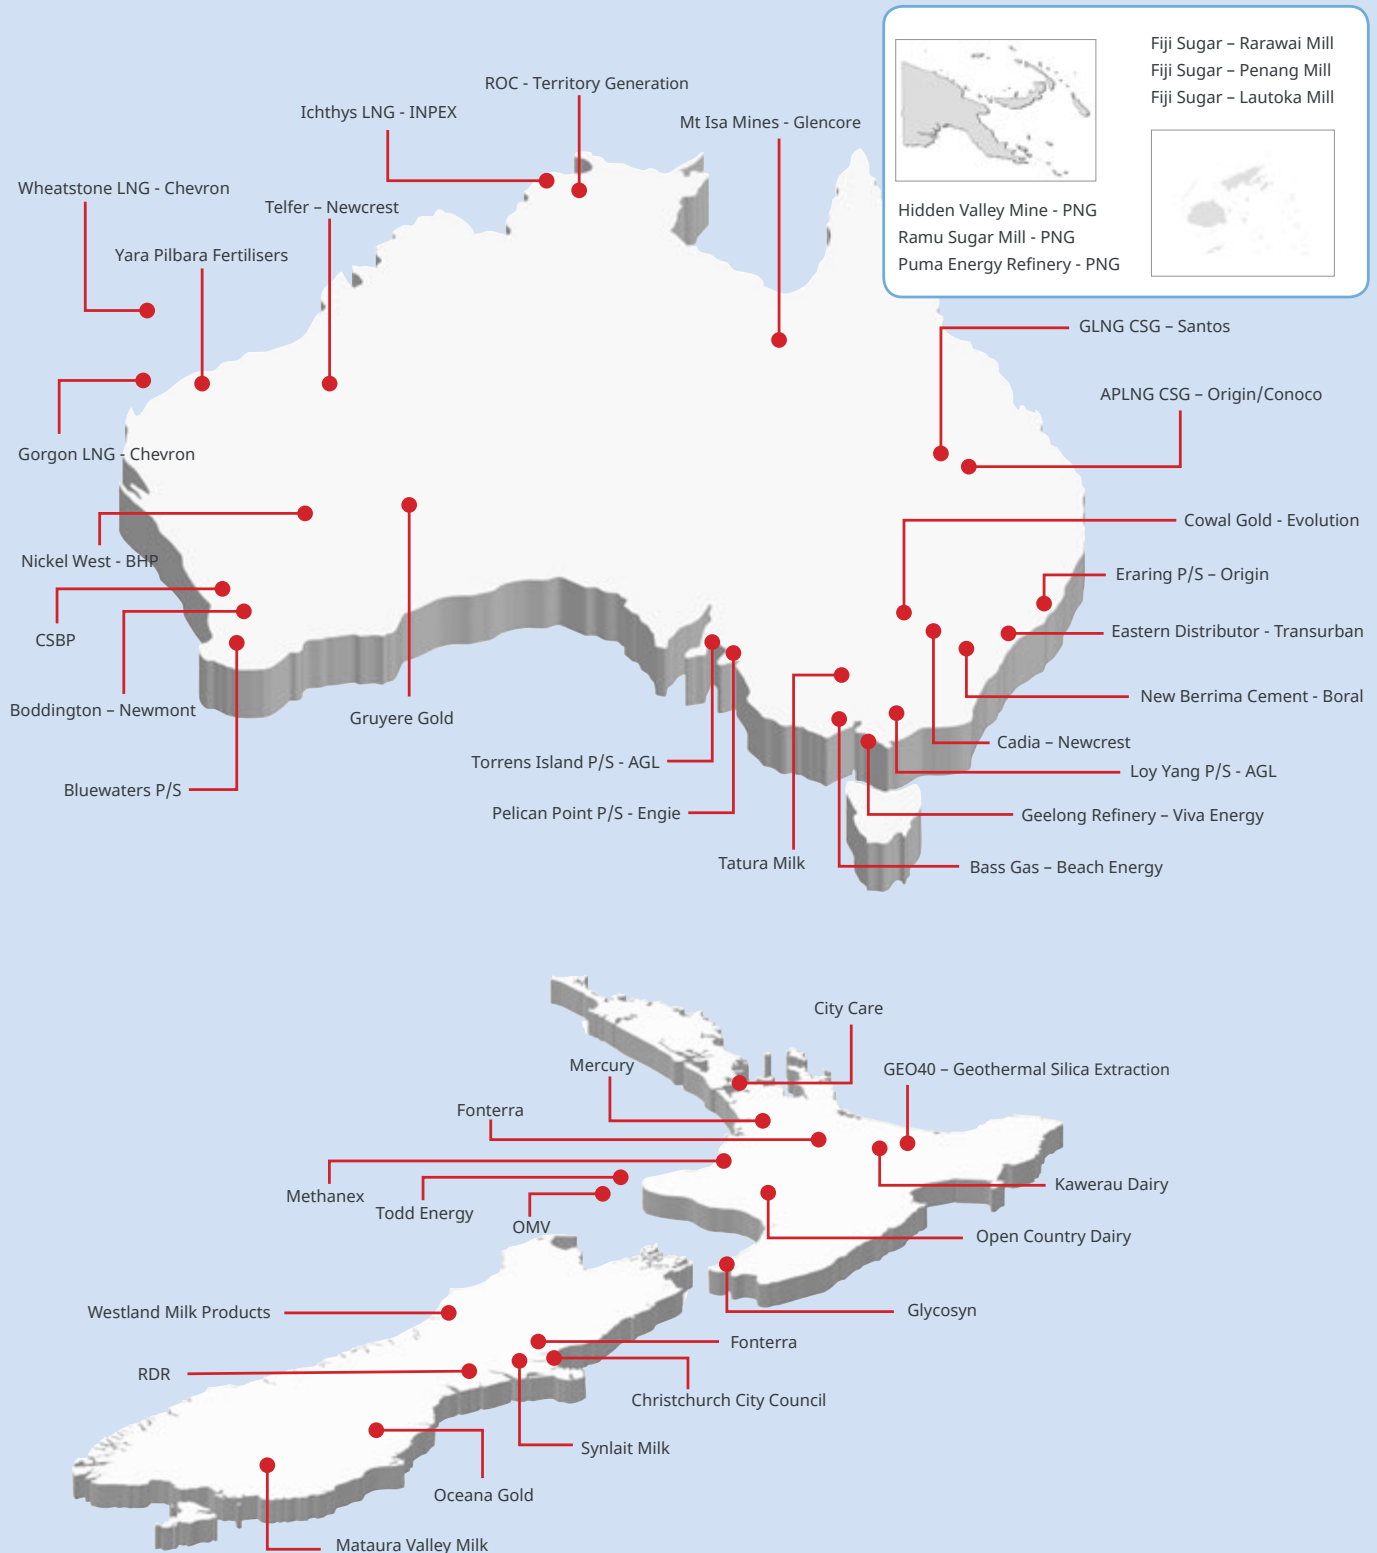 Fiji Sugar – Rarawai Mill
Fiji Sugar – Penang Mill
Fiji Sugar – Lautoka Mill
Hidden Valley Mine - PNG
Ramu Sugar Mill - PNG
Puma Energy Refinery - PNG
ROC - Territory Generation
Ichthys LNG - INPEX
Mt Isa Mines - Glencore
Wheatstone LNG - Chevron
Telfer – Newcrest
Yara Pilbara Fertilisers
GLNG CSG – Santos
APLNG CSG – Origin/Conoco
Gorgon LNG - Chevron
Cowal Gold - Evolution
Nickel West - BHP
Eraring P/S – Origin
CSBP
Eastern Distributor - Transurban
New Berrima Cement - Boral
Boddington – Newmont
Gruyere Gold
Cadia – Newcrest
Torrens Island P/S - AGL
Loy Yang P/S - AGL
Bluewaters P/S
Pelican Point P/S - Engie
Geelong Refinery – Viva Energy
Tatura Milk
Bass Gas – Beach Energy
City Care
Mercury
GEO40 – Geothermal Silica Extraction
Fonterra
Kawerau Dairy
Methanex
Todd Energy
OMV
Open Country Dairy
Westland Milk Products
Glycosyn
Fonterra
RDR
Christchurch City Council
Synlait Milk
Oceana Gold
Mataura Valley Milk